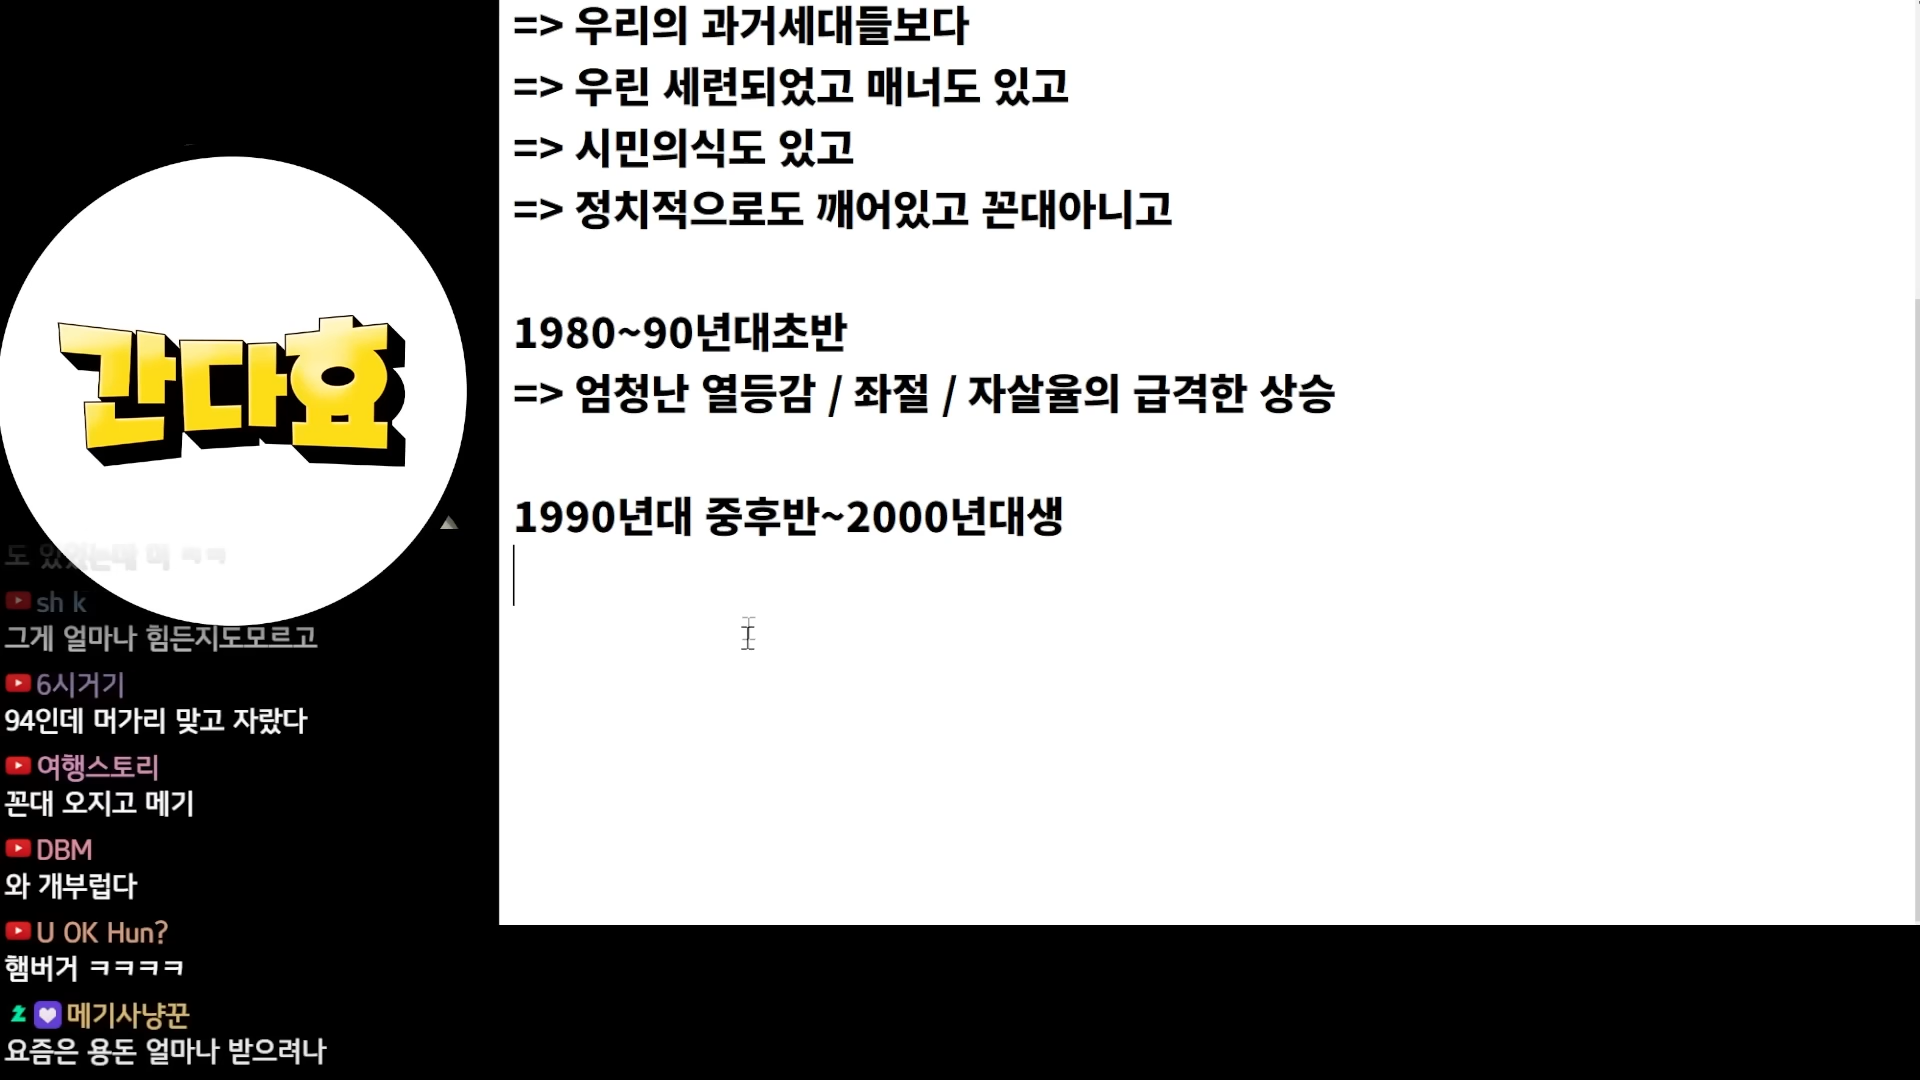 => 우리의 과거세대들보다
=> 우린 세련되었고 매너도 있고
=> 시민의식도 있고
=> 정치적으로도 깨어있고 꼰대아니고
1980~90년대초반
=> 엄청난 열등감 / 좌절 / 자살율의 급격한 상승
1990년대 중후반~2000년대생
간다효
sh k
그게 얼마나 힘든지도모르고
6시거기
94인데 머가리 맞고 자랐다
여행스토리
꼰대 오지고 메기
DBM
와 개부럽다
U OK Hun?
햄버거 ㅋㅋㅋㅋ
메기사냥꾼
요즘은 용돈 얼마나 받으려나